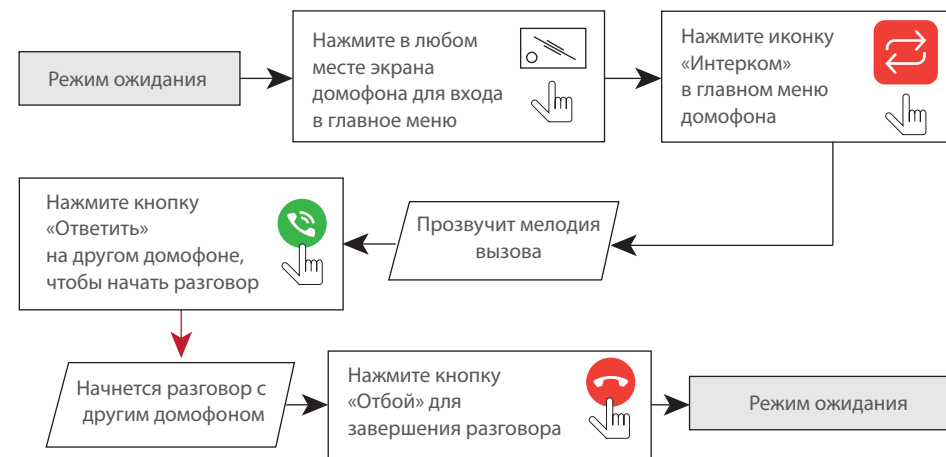 Режим ожидания
Нажмите в любом
месте экрана
домофона для входа
в главное меню
Нажмите иконку
«Интерком»
в главном меню
домофона
Нажмите кнопку
«Ответить»
на другом домофоне,
чтобы начать разговор
Прозвучит мелодия
вызова
Начнется разговор с
другим домофоном
Нажмите кнопку
«Отбой» для
завершения разговора
Режим ожидания